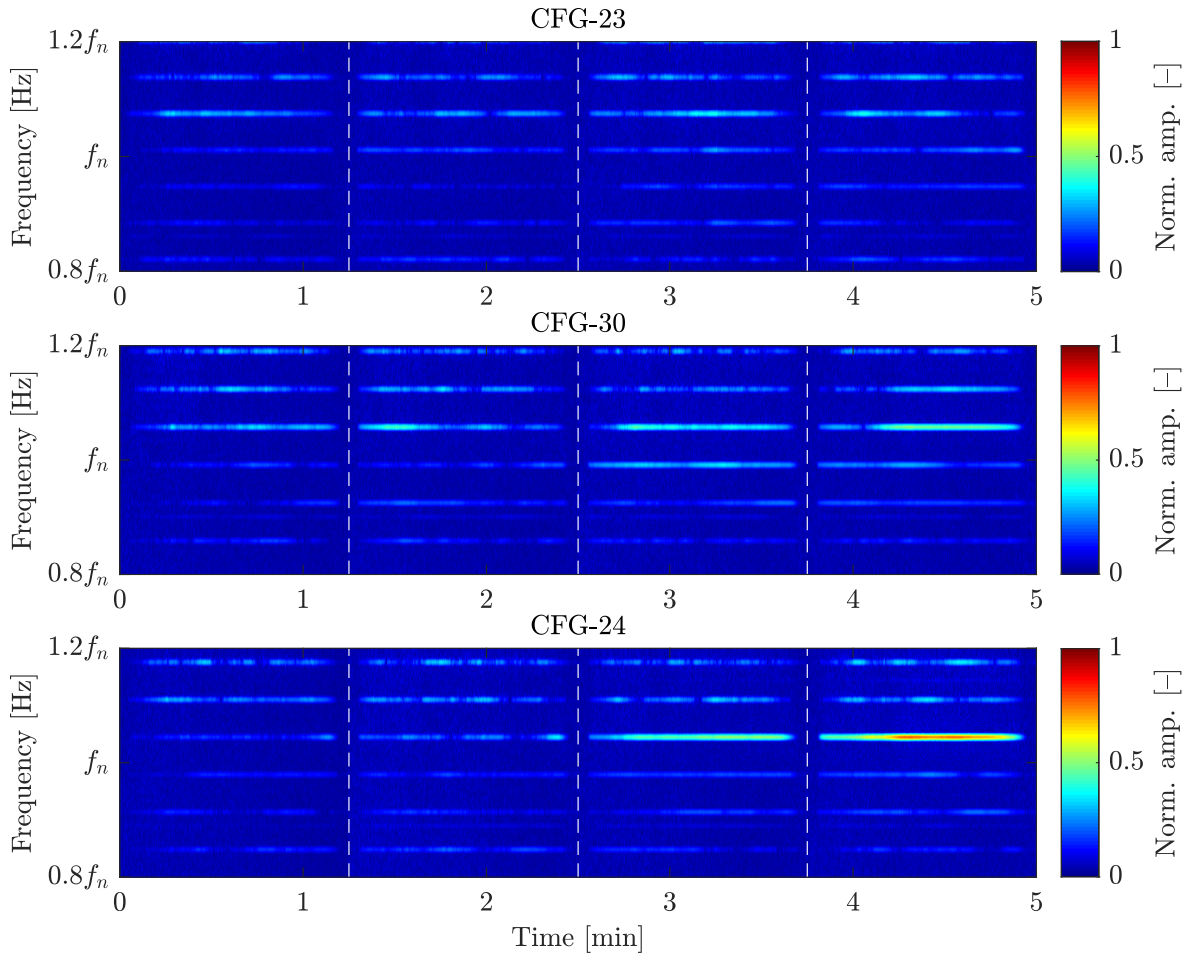 CFG-23
1.2f_n
f_n
0.8f_n
Frequency [Hz]
0 1 2 3 4 5
1
0.5
0
Norm. amp. [−]
CFG-30
1.2f_n
f_n
0.8f_n
Frequency [Hz]
0 1 2 3 4 5
1
0.5
0
Norm. amp. [−]
CFG-24
1.2f_n
f_n
0.8f_n
Frequency [Hz]
0 1 2 3 4 5
Time [min]
1
0.5
0
Norm. amp. [−]